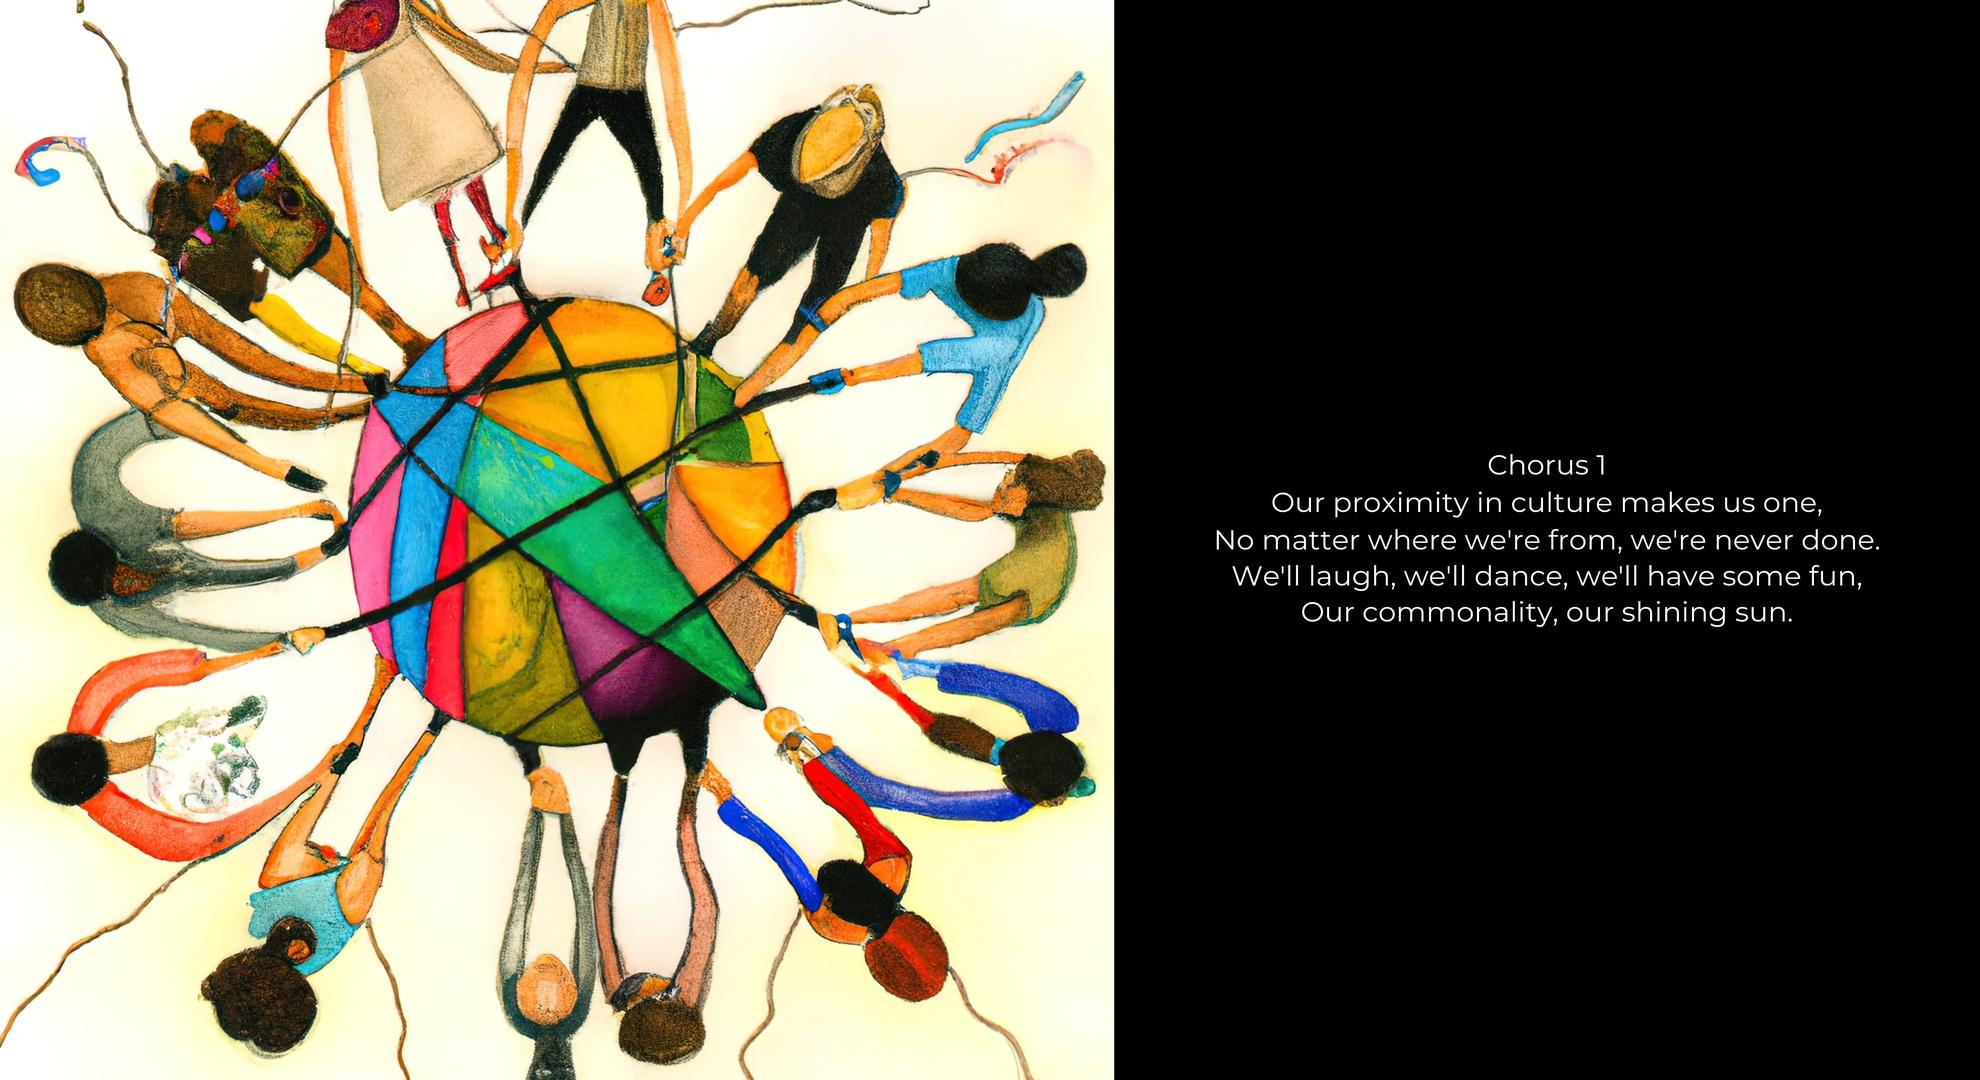 Chorus 1
Our proximity in culture makes us one,
No matter where we're from, we're never done.
We'll laugh, we'll dance, we'll have some fun,
Our commonality, our shining sun.